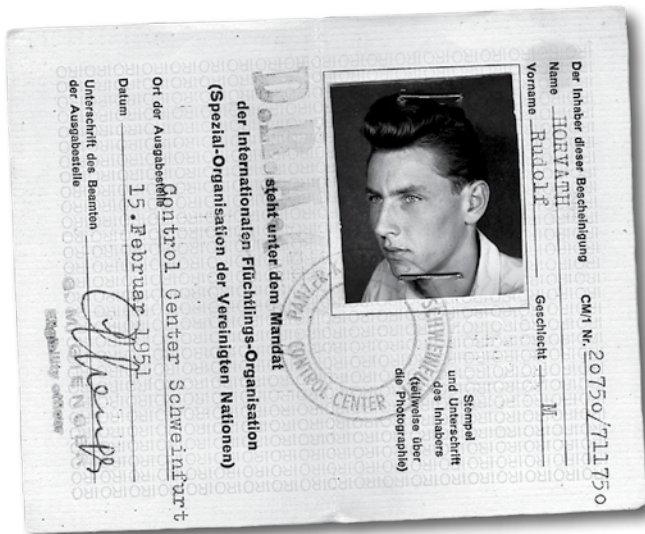 Der Inhaber dieser Bescheinigung CM/1 Nr. 20750/711750
Name HORVATH
Vorname Rudolf Geschlecht M
Stempel
und Unterschrift
des Inhabers
(teilweise über
die Photographie)
CONTROL CENTER
steht unter dem Mandat
der Internationalen Flüchtlings-Organisation
(Spezial-Organisation der Vereinigten Nationen)
Ort der Ausgabestelle Control Center Schweinfurt
Datum 15.Februar 1951
Unterschrift des Beamten
der Ausgabestelle
Eligibility officer